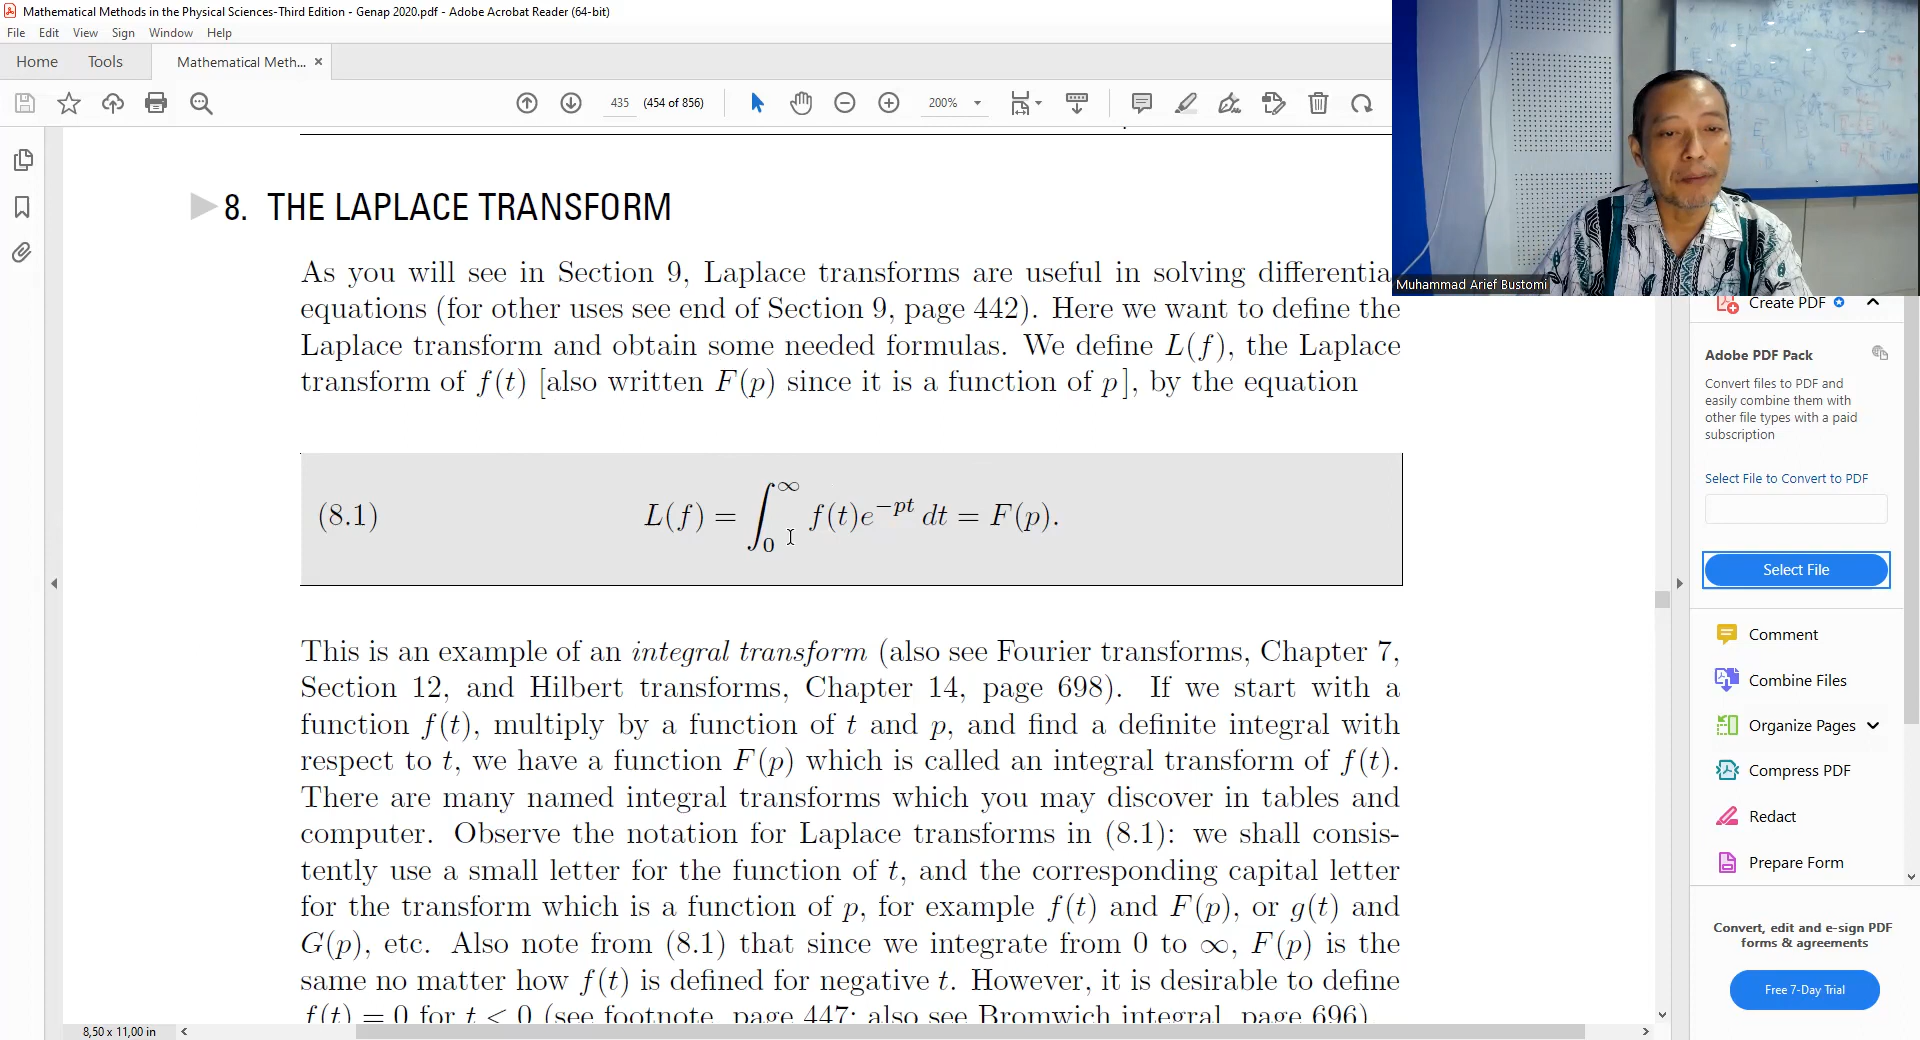 Mathematical Methods in the Physical Sciences-Third Edition - Genap 2020.pdf - Adobe Acrobat Reader (64-bit)
File Edit View Sign Window Help
Home Tools Mathematical Meth... ×
435 (454 of 856) 200%
8. THE LAPLACE TRANSFORM
As you will see in Section 9, Laplace transforms are useful in solving differentia
equations (for other uses see end of Section 9, page 442). Here we want to define the
Laplace transform and obtain some needed formulas. We define L(f), the Laplace
transform of f(t) [also written F(p) since it is a function of p], by the equation
(8.1) L(f) = ∫₀^∞ f(t)e^{−pt} dt = F(p).
This is an example of an integral transform (also see Fourier transforms, Chapter 7,
Section 12, and Hilbert transforms, Chapter 14, page 698). If we start with a
function f(t), multiply by a function of t and p, and find a definite integral with
respect to t, we have a function F(p) which is called an integral transform of f(t).
There are many named integral transforms which you may discover in tables and
computer. Observe the notation for Laplace transforms in (8.1): we shall consis-
tently use a small letter for the function of t, and the corresponding capital letter
for the transform which is a function of p, for example f(t) and F(p), or g(t) and
G(p), etc. Also note from (8.1) that since we integrate from 0 to ∞, F(p) is the
same no matter how f(t) is defined for negative t. However, it is desirable to define
f(t) = 0 for t < 0 (see footnote, page 447; also see Bromwich integral, page 696).
8,50 x 11,00 in
Muhammad Arief Bustomi
Create PDF
Adobe PDF Pack
Convert files to PDF and
easily combine them with
other file types with a paid
subscription
Select File to Convert to PDF
Select File
Comment
Combine Files
Organize Pages
Compress PDF
Redact
Prepare Form
Convert, edit and e-sign PDF
forms & agreements
Free 7-Day Trial